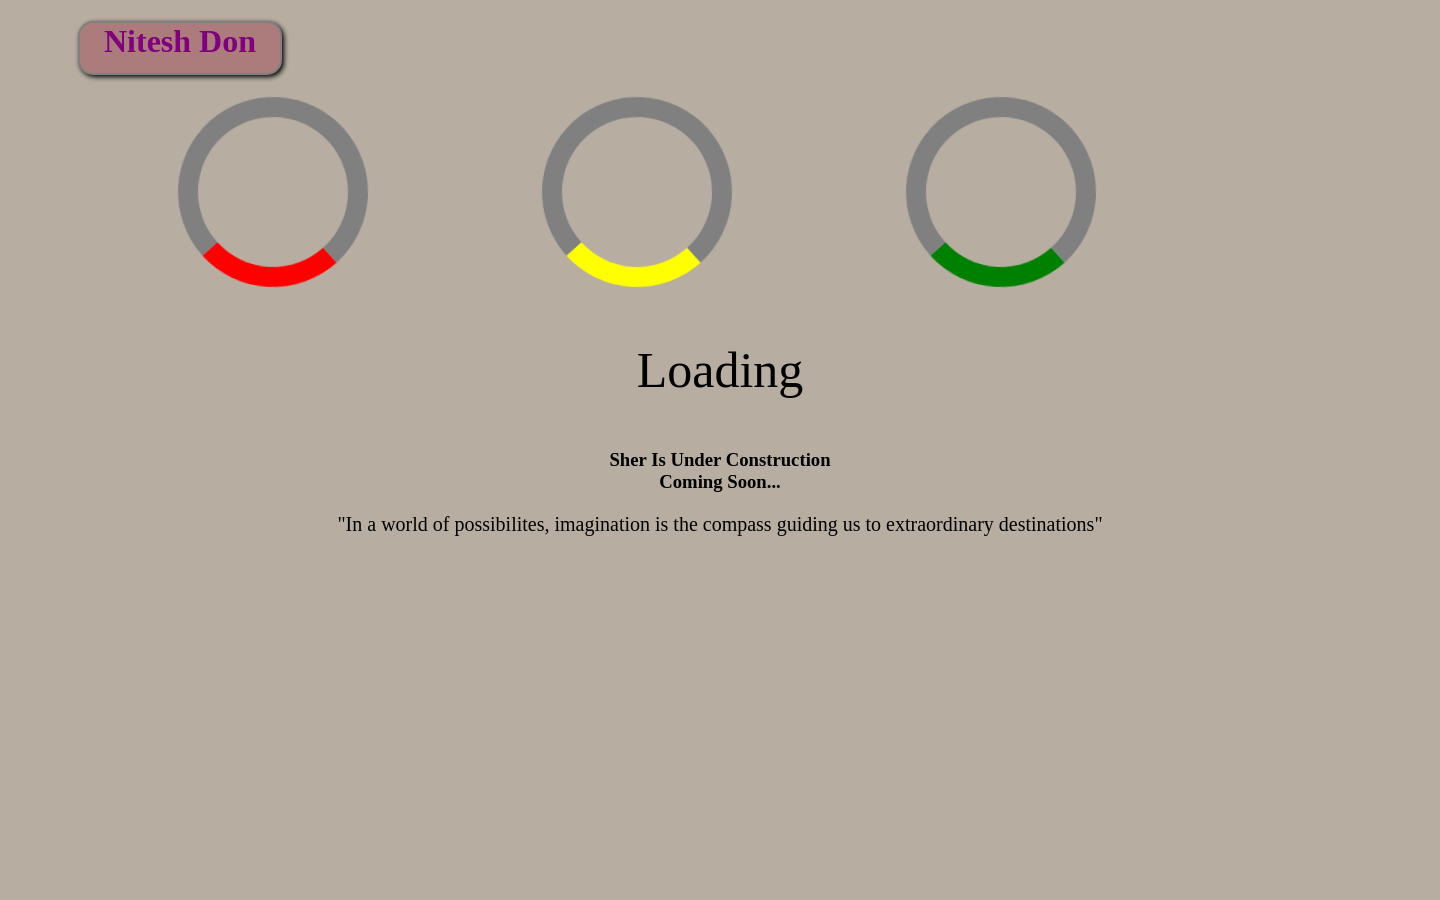 Nitesh Don
Loading
Sher Is Under Construction
Coming Soon...
"In a world of possibilites, imagination is the compass guiding us to extraordinary destinations"